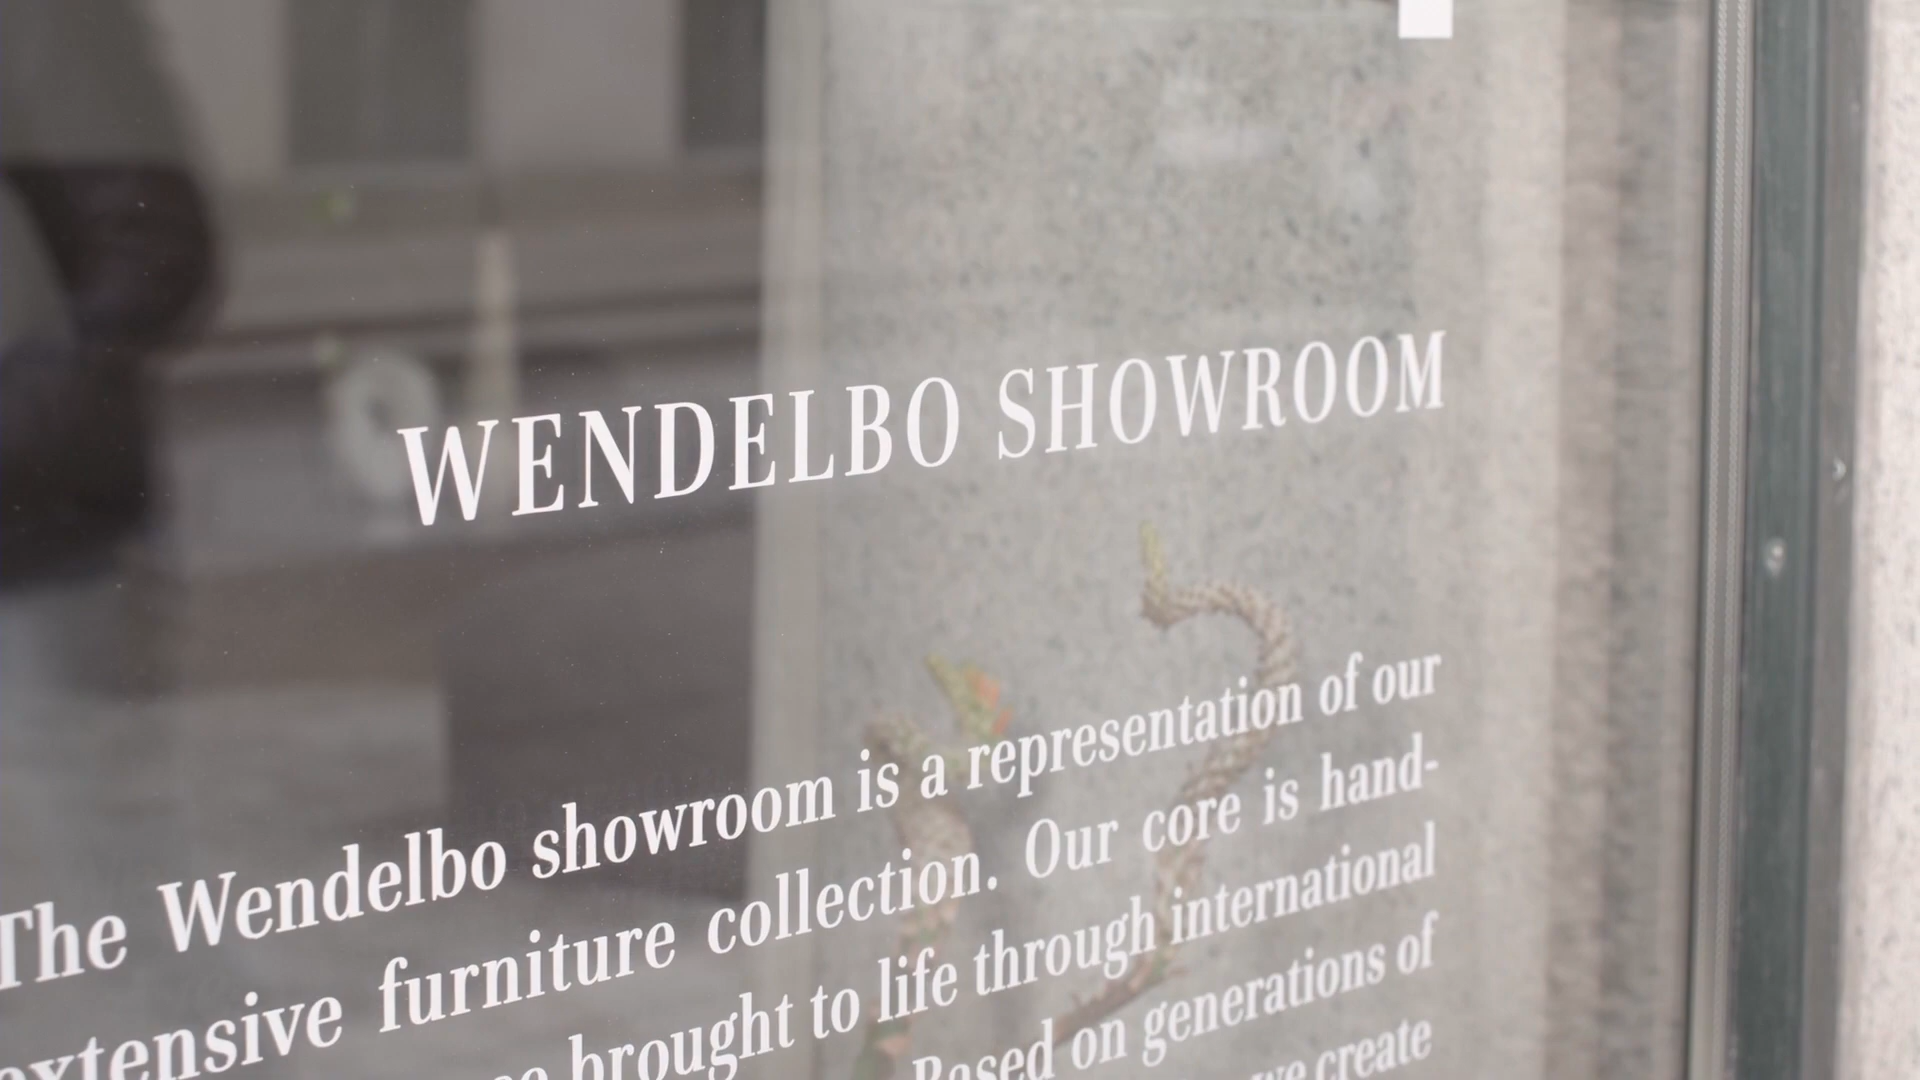 WENDELBO SHOWROOM
The Wendelbo showroom is a representation of our
extensive furniture collection. Our core is hand-
brought to life through international
Based on generations of
we create